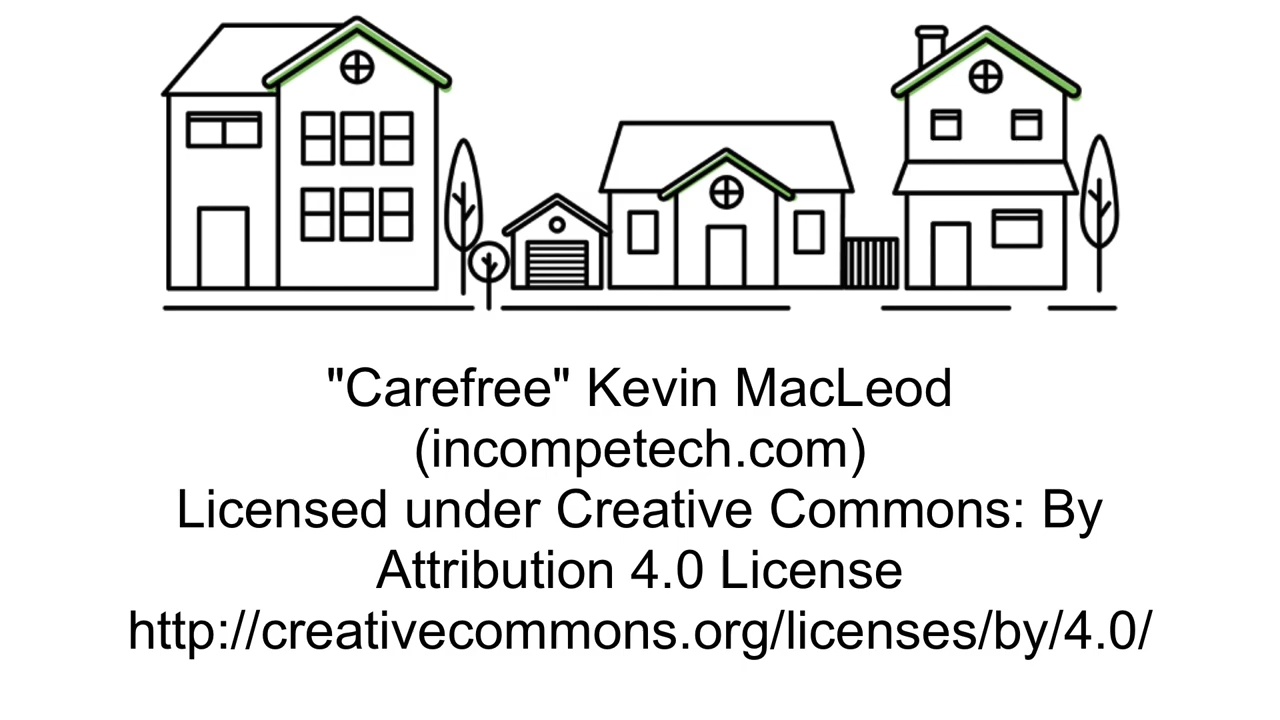 "Carefree" Kevin MacLeod
(incompetech.com)
Licensed under Creative Commons: By
Attribution 4.0 License
http://creativecommons.org/licenses/by/4.0/